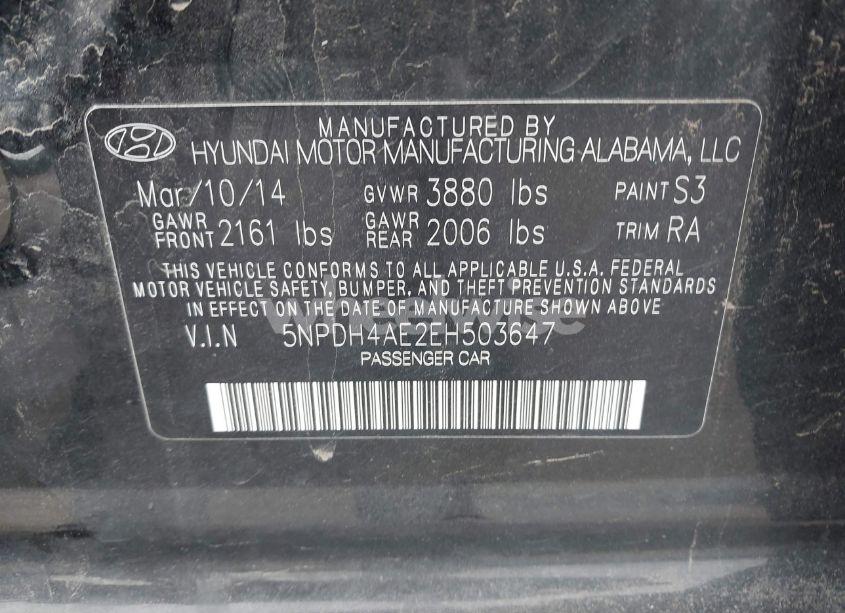 MANUFACTURED BY
HYUNDAI MOTOR MANUFACTURING ALABAMA, LLC
Mar/10/14 GVWR 3880 lbs PAINT S3
GAWR FRONT 2161 lbs GAWR REAR 2006 lbs TRIM RA
THIS VEHICLE CONFORMS TO ALL APPLICABLE U.S.A. FEDERAL
MOTOR VEHICLE SAFETY, BUMPER, AND THEFT PREVENTION STANDARDS
IN EFFECT ON THE DATE OF MANUFACTURE SHOWN ABOVE
V.I.N 5NPDH4AE2EH503647
PASSENGER CAR